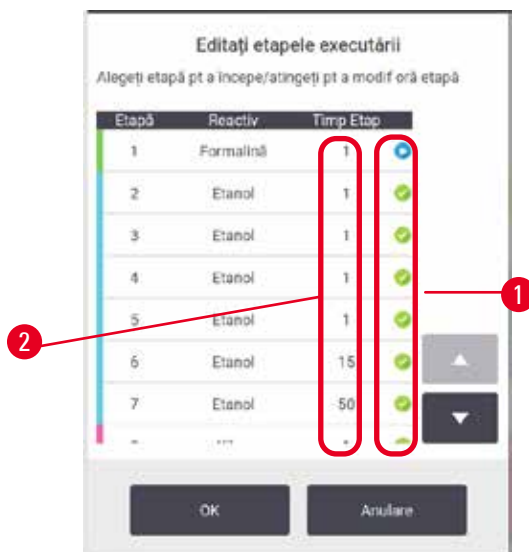 Editați etapele executării
Alegeți etapă pt a începe/atingeți pt a modif oră etapă
Etapă Reactiv Timp Etap
1 Formalină 1
2 Etanol 1
3 Etanol 1
4 Etanol 1
5 Etanol 1
6 Etanol 15
7 Etanol 50
1
2
OK Anulare